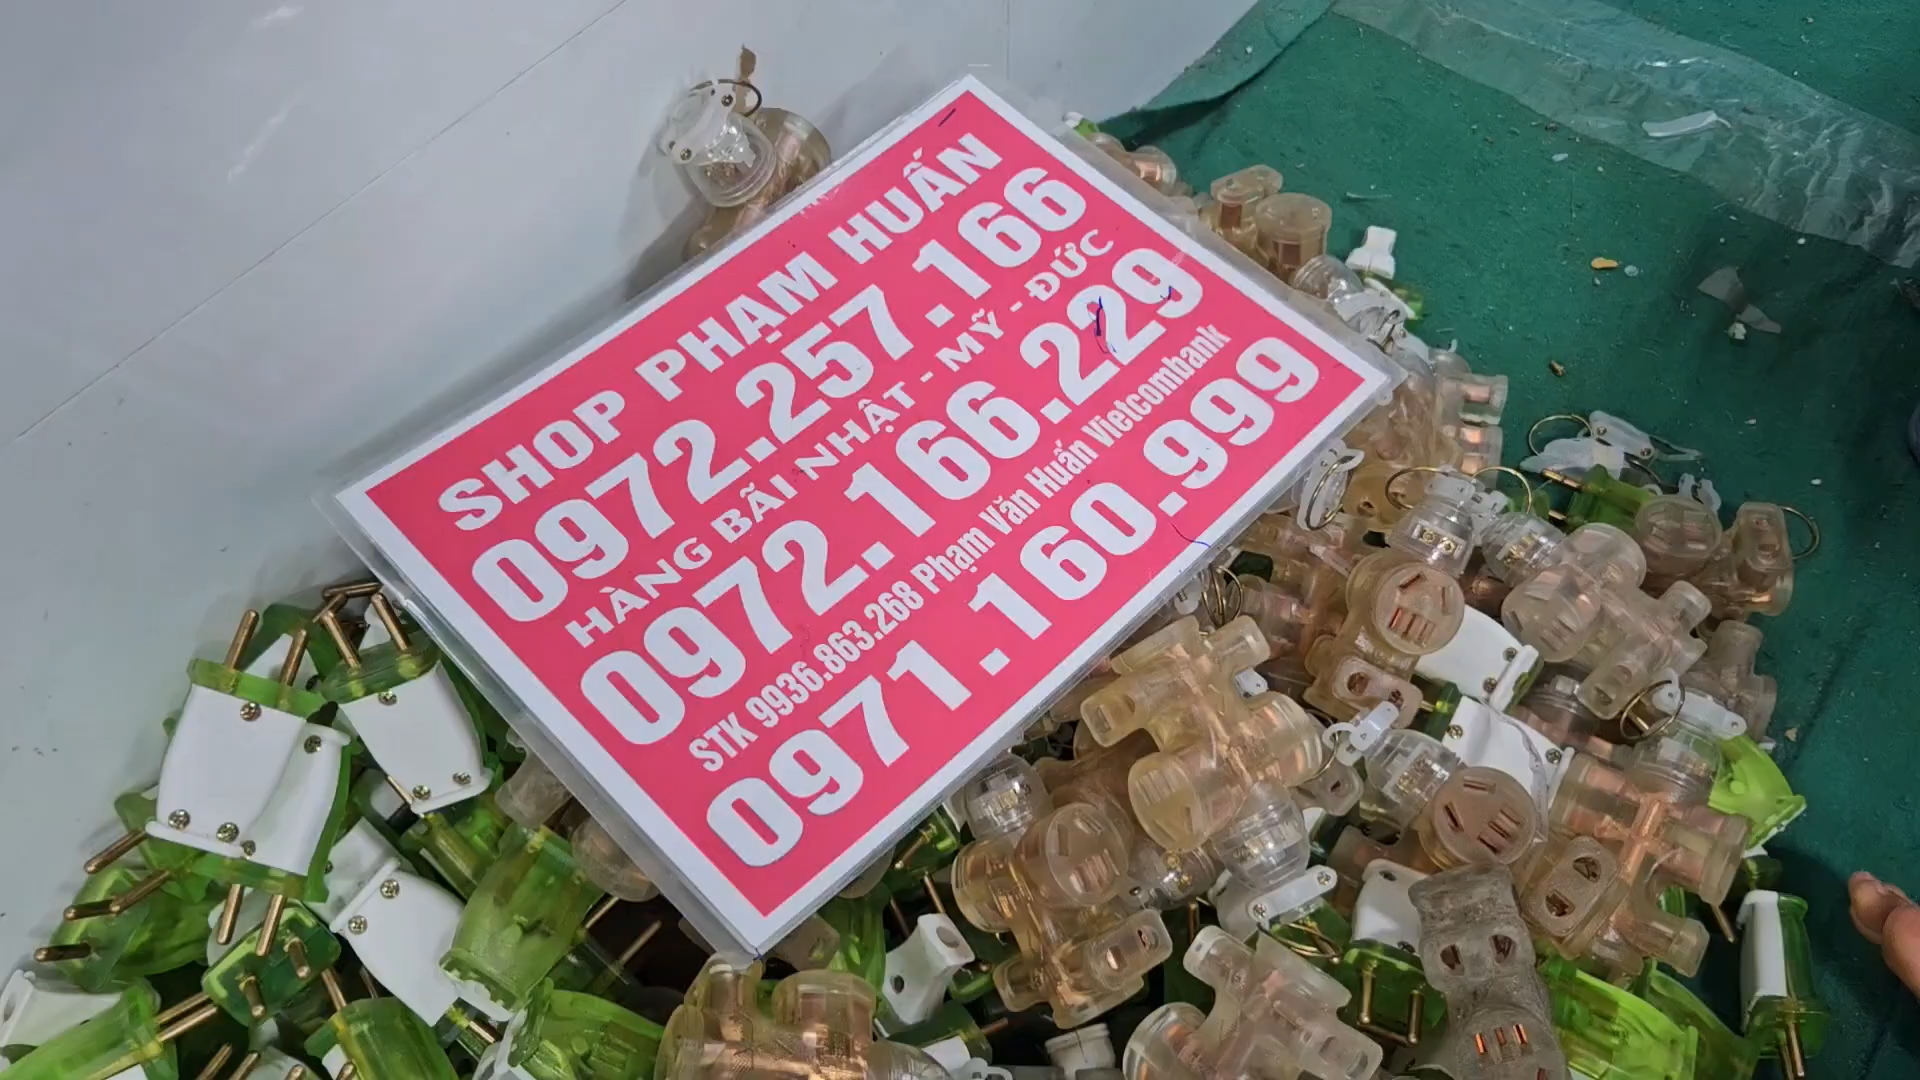 SHOP PHẠM HUẤN
0972.257.166
HÀNG BÃI NHẬT - MỸ - ĐỨC
0972.166.229
STK 9936.863.268 Phạm Văn Huấn Vietcombank
0971.160.999